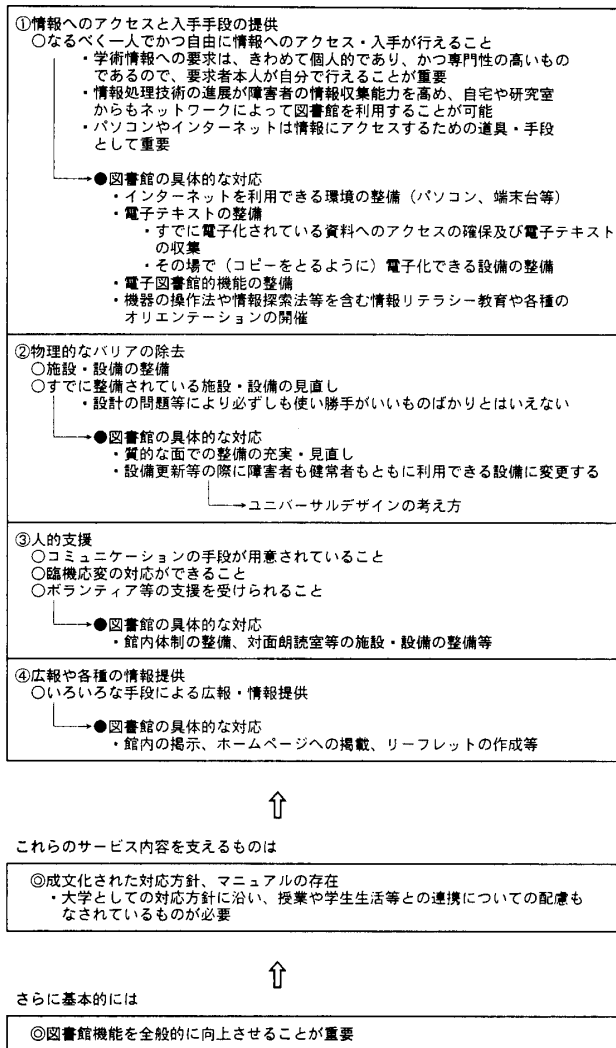 ①情報へのアクセスと入手手段の提供
○なるべく一人でかつ自由に情報へのアクセス・入手が行えること
・学術情報への要求は、きわめて個人的であり、かつ専門性の高いもの
であるので、要求者本人が自分で行えることが重要
・情報処理技術の進展が障害者の情報収集能力を高め、自宅や研究室
からもネットワークによって図書館を利用することが可能
・パソコンやインターネットは情報にアクセスするための道具・手段
として重要
●図書館の具体的な対応
・インターネットを利用できる環境の整備（パソコン、端末台等）
・電子テキストの整備
・すでに電子化されている資料へのアクセスの確保及び電子テキスト
の収集
・その場で（コピーをとるように）電子化できる設備の整備
・電子図書館的機能の整備
・機器の操作法や情報探索法等を含む情報リテラシー教育や各種の
オリエンテーションの開催
②物理的なバリアの除去
○施設・設備の整備
○すでに整備されている施設・設備の見直し
・設計の問題等により必ずしも使い勝手がいいものばかりとはいえない
●図書館の具体的な対応
・質的な面での整備の充実・見直し
・設備更新等の際に障害者も健常者もともに利用できる設備に変更する
→ユニバーサルデザインの考え方
③人的支援
○コミュニケーションの手段が用意されていること
○臨機応変の対応ができること
○ボランティア等の支援を受けられること
●図書館の具体的な対応
・館内体制の整備、対面朗読室等の施設・設備の整備等
④広報や各種の情報提供
○いろいろな手段による広報・情報提供
●図書館の具体的な対応
・館内の掲示、ホームページへの掲載、リーフレットの作成等
これらのサービス内容を支えるものは
◎成文化された対応方針、マニュアルの存在
・大学としての対応方針に沿い、授業や学生生活等との連携についての配慮も
なされているものが必要
さらに基本的には
◎図書館機能を全般的に向上させることが重要